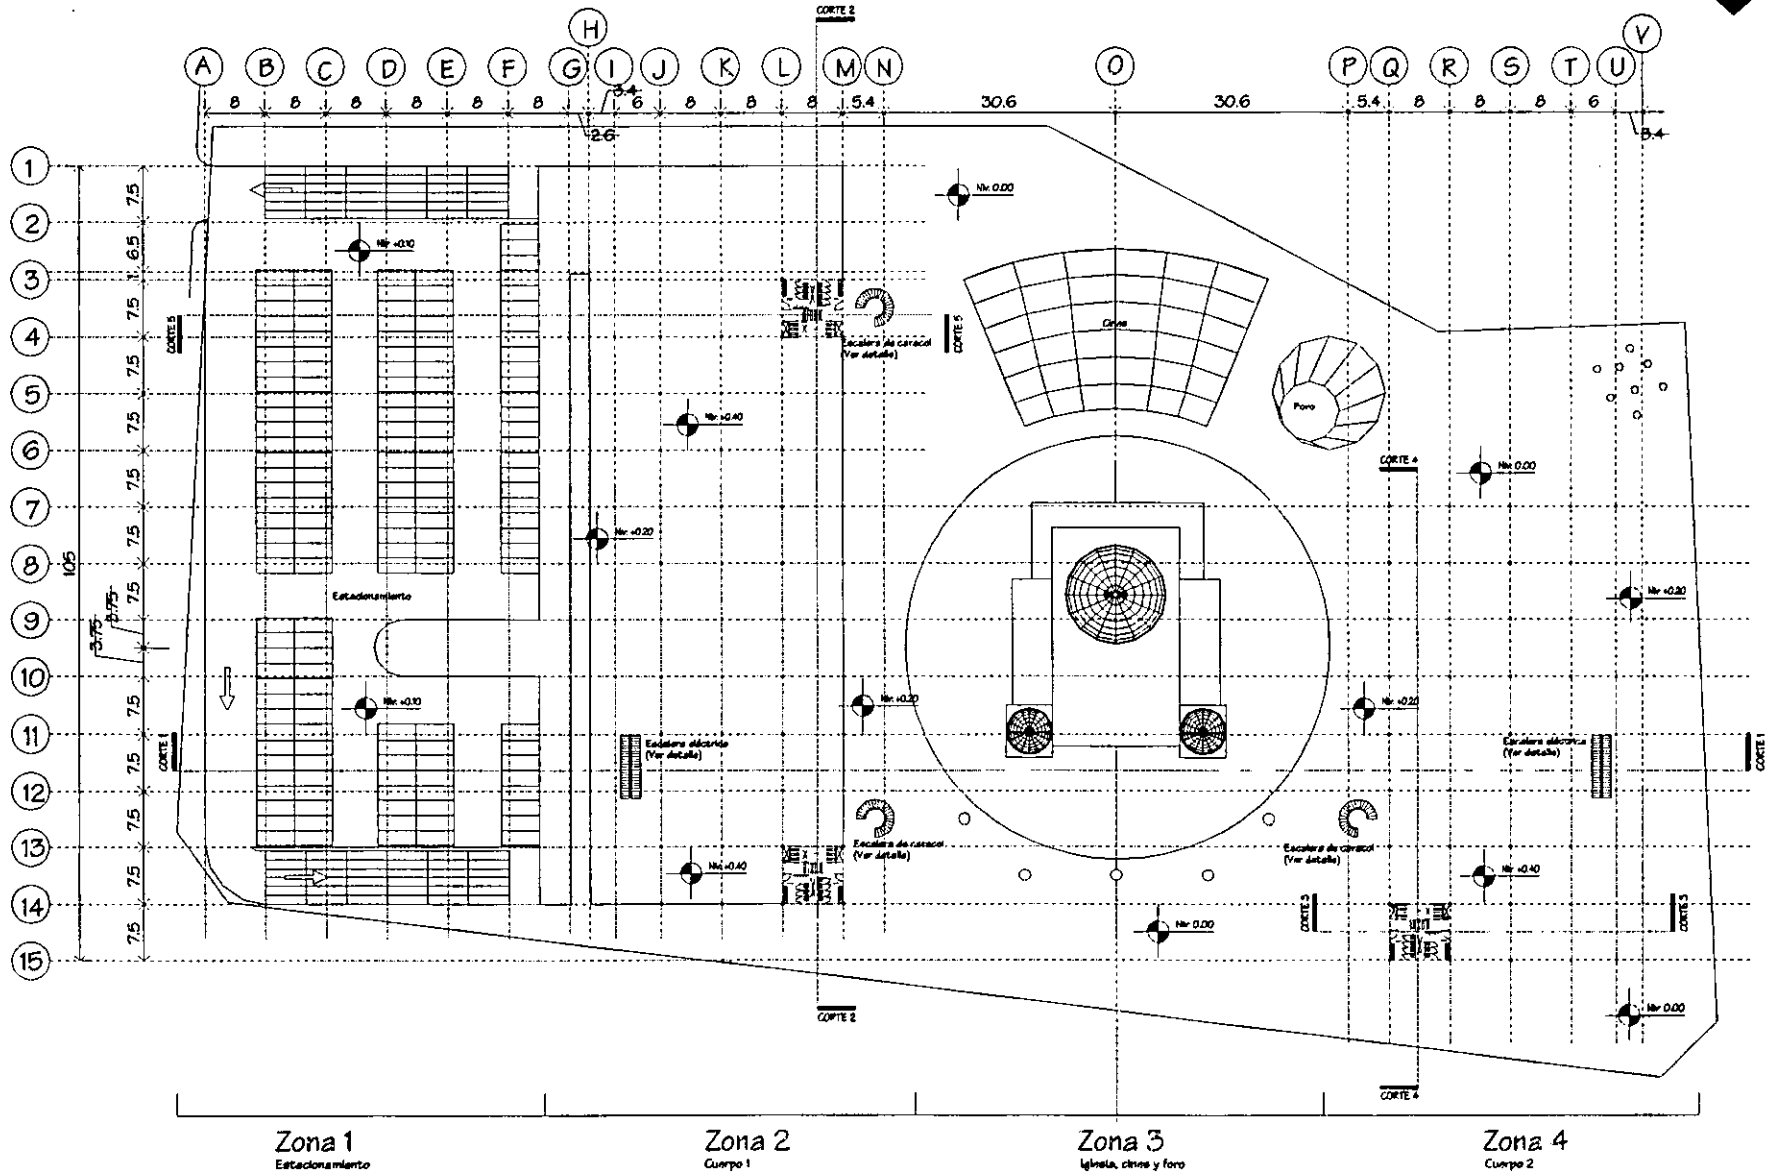 CORTE 2
H
V
A B C D E F G I J K L M N O P Q R S T U
8 8 8 8 8 8 3.4 6 8 8 8 5.4 30.6 30.6 5.4 8 8 8 6
2.6 3.4
1
7.5
Niv. 0.00
2
Niv. +0.10
6.5
3
1
7.5
CORTE 5
CORTE 5
Cines
4
Escalera de caracol
(Ver detalle)
7.5
5
Foro
Niv. +0.40
7.5
6
CORTE 4
Niv. 0.00
7.5
7
7.5
Niv. +0.20
8
105
7.5
Estacionamiento
Niv. +0.20
3.75
9
3.75
10
7.5
Niv. +0.10
Niv. +0.20
Niv. +0.20
11
CORTE 1
Escalera eléctrica
(Ver detalle)
Escalera eléctrica
(Ver detalle)
CORTE 1
7.5
12
7.5
13
Escalera de caracol
(Ver detalle)
Escalera de caracol
(Ver detalle)
7.5
Niv. +0.40
Niv. +0.40
14
CORTE 3
CORTE 3
7.5
Niv. 0.00
15
CORTE 2
Niv. 0.00
CORTE 4
Zona 1
Estacionamiento
Zona 2
Cuerpo 1
Zona 3
Iglesia, cines y foro
Zona 4
Cuerpo 2